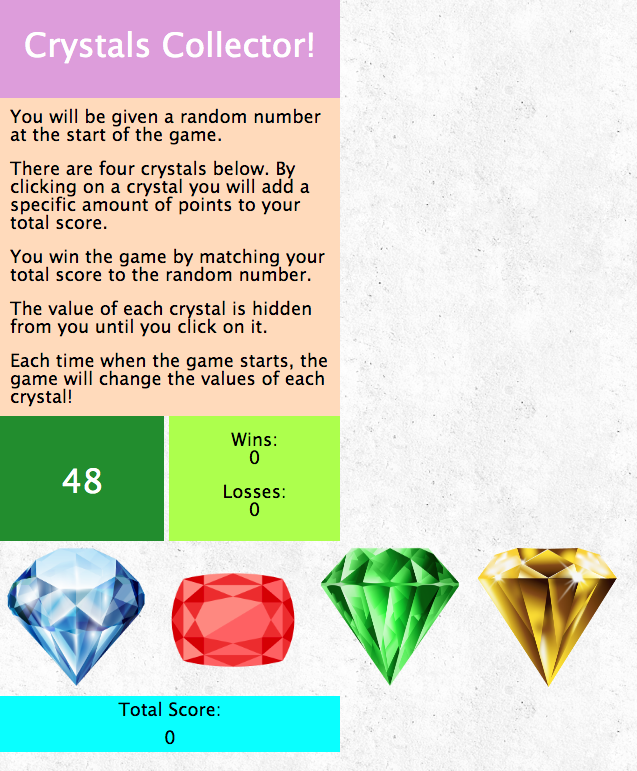 Crystals Collector!
You will be given a random number
at the start of the game.
There are four crystals below. By
clicking on a crystal you will add a
specific amount of points to your
total score.
You win the game by matching your
total score to the random number.
The value of each crystal is hidden
from you until you click on it.
Each time when the game starts, the
game will change the values of each
crystal!
48
Wins:
0
Losses:
0
Total Score:
0